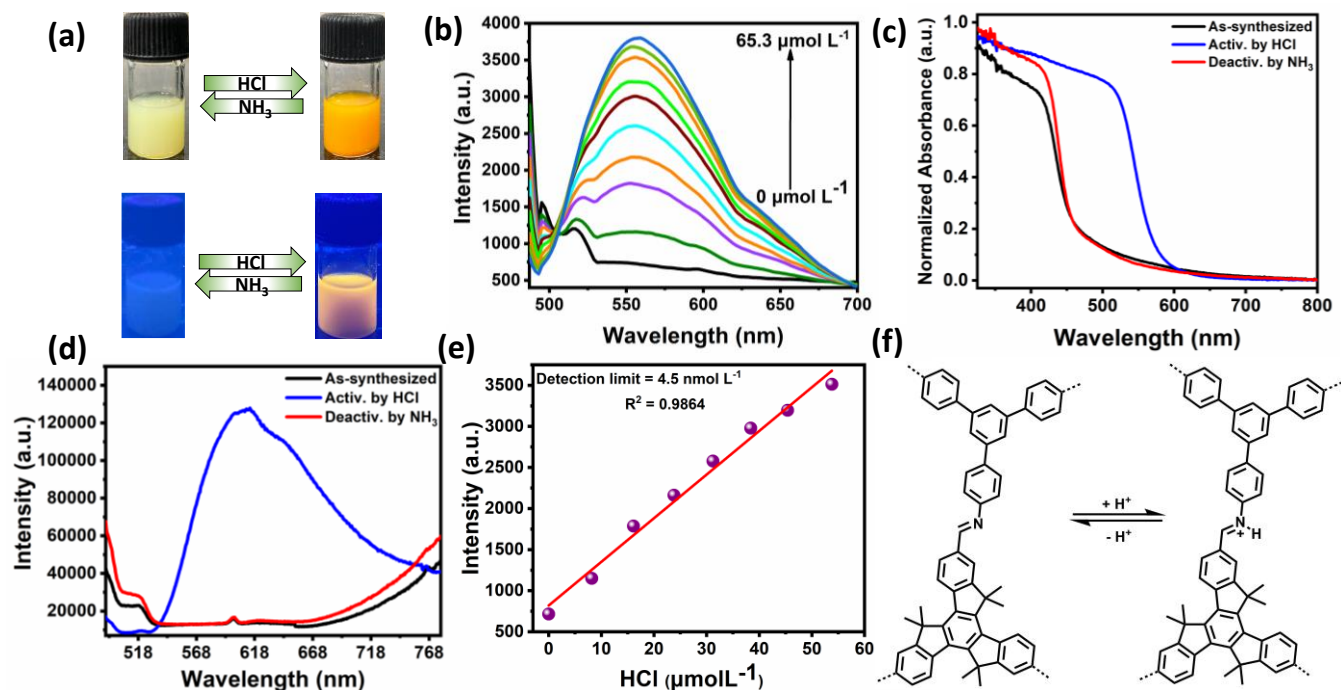 (a)
HCl
NH₃
HCl
NH₃
(b)
4000
3500
3000
2500
2000
1500
1000
500
65.3 µmol L⁻¹
0 µmol L⁻¹
500
550
600
650
700
Intensity (a.u.)
Wavelength (nm)
(c)
1.0
0.8
0.6
0.4
0.2
0.0
As-synthesized
Activ. by HCl
Deactiv. by NH₃
400
500
600
700
800
Normalized Absorbance (a.u.)
Wavelength (nm)
(d)
140000
120000
100000
80000
60000
40000
20000
As-synthesized
Activ. by HCl
Deactiv. by NH₃
518
568
618
668
718
768
Intensity (a.u.)
Wavelength (nm)
(e)
3500
3000
2500
2000
1500
1000
500
Detection limit = 4.5 nmol L⁻¹
R² = 0.9864
0
10
20
30
40
50
60
Intensity (a.u.)
HCl (µmolL⁻¹)
(f)
N
+ H⁺
- H⁺
N
H
+